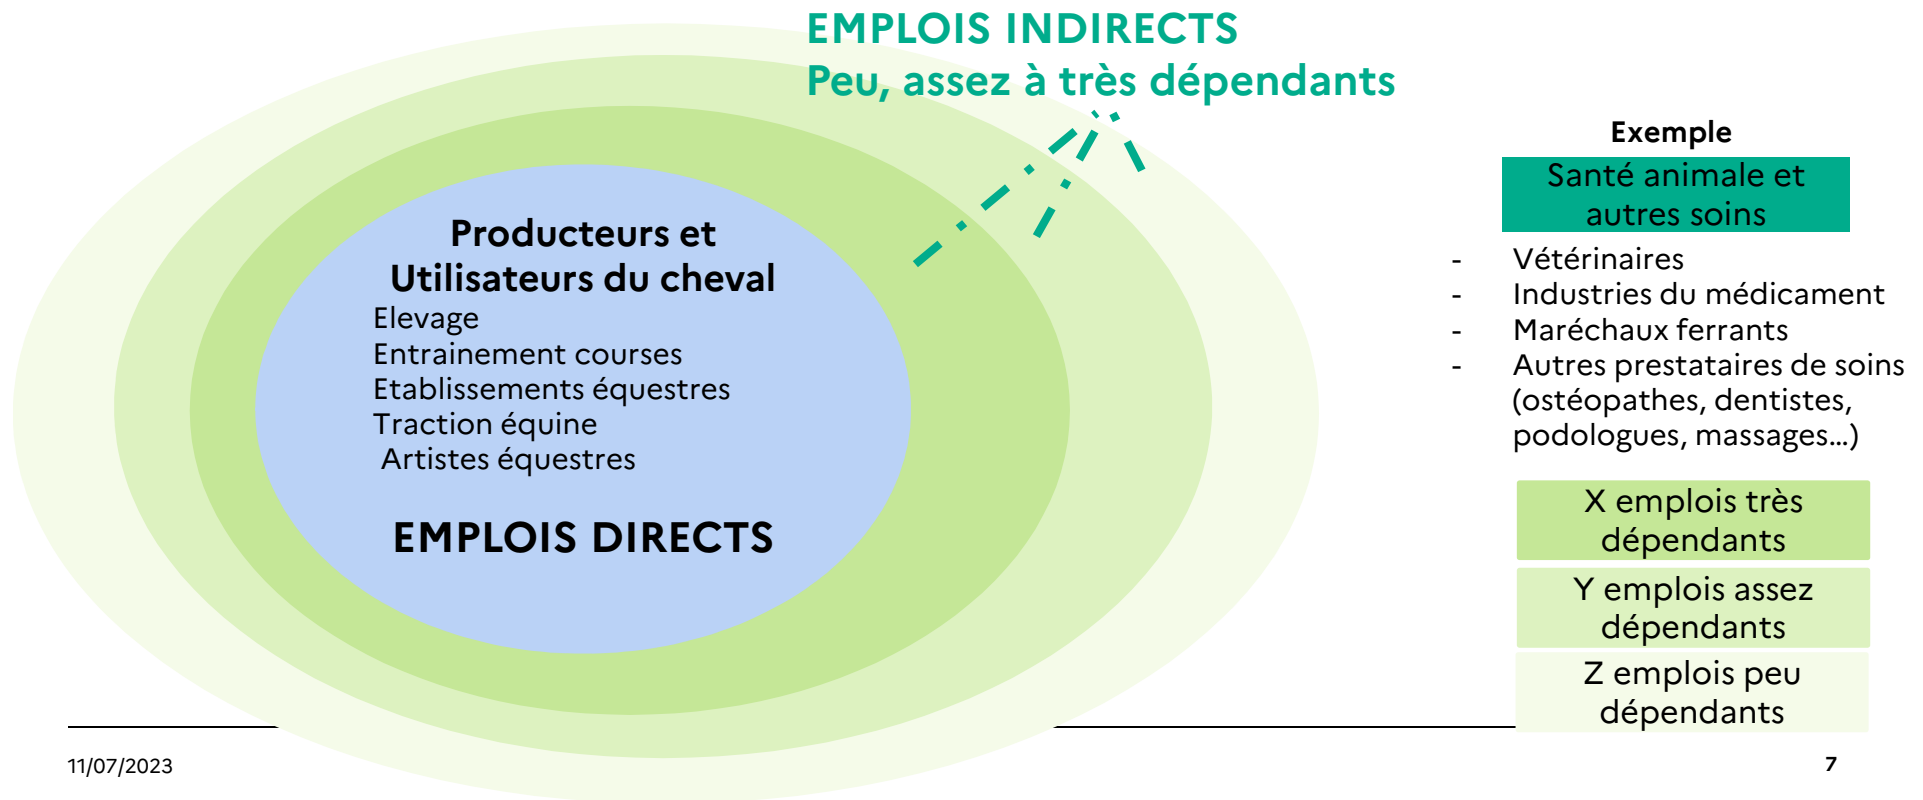 EMPLOIS INDIRECTS
Peu, assez à très dépendants
Producteurs et
Utilisateurs du cheval
Elevage
Entrainement courses
Etablissements équestres
Traction équine
Artistes équestres
EMPLOIS DIRECTS
Exemple
Santé animale et
autres soins
- Vétérinaires
- Industries du médicament
- Maréchaux ferrants
- Autres prestataires de soins
(ostéopathes, dentistes,
podologues, massages…)
X emplois très
dépendants
Y emplois assez
dépendants
Z emplois peu
dépendants
11/07/2023
7